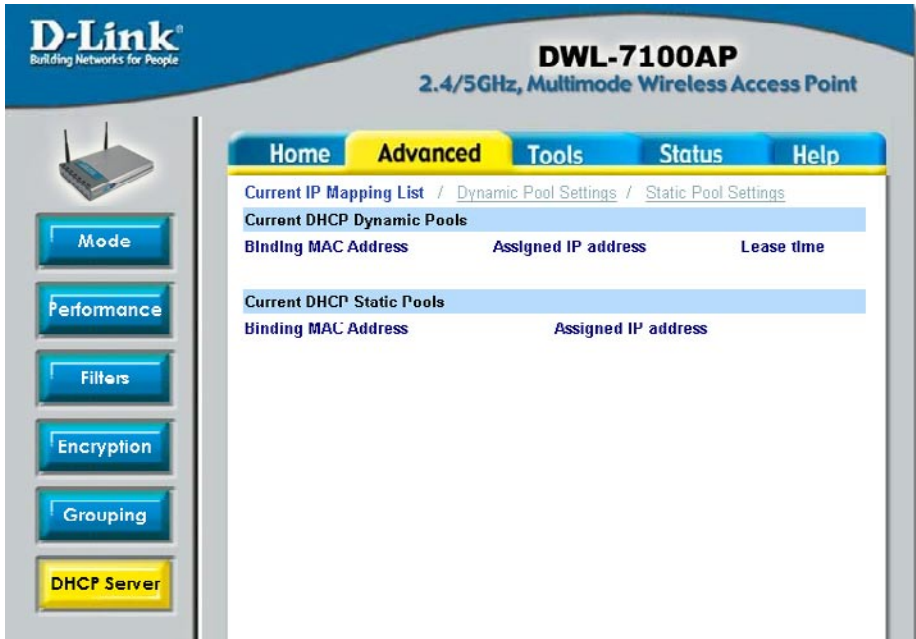 D-Link®
Building Networks for People
DWL-7100AP
2.4/5GHz, Multimode Wireless Access Point
Home Advanced Tools Status Help
Current IP Mapping List / Dynamic Pool Settings / Static Pool Settings
Current DHCP Dynamic Pools
Binding MAC Address Assigned IP address Lease time
Current DHCP Static Pools
Binding MAC Address Assigned IP address
Mode
Performance
Filters
Encryption
Grouping
DHCP Server